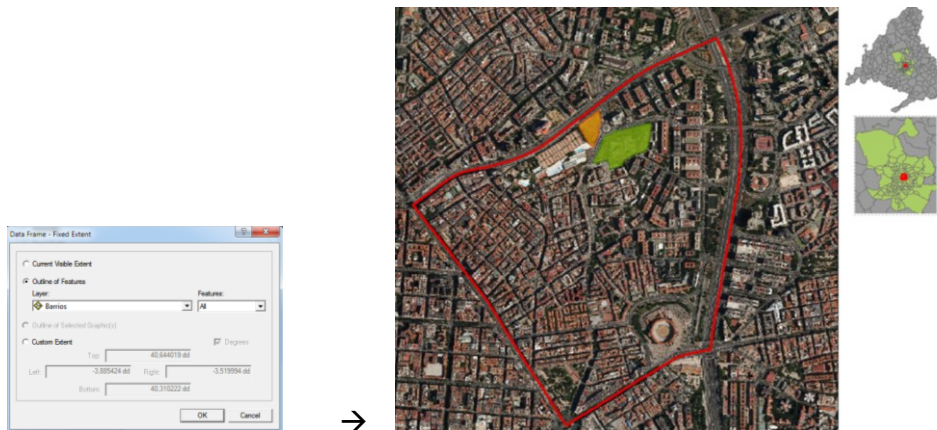 Data Frame - Fixed Extent
Current Visible Extent
Outline of Features
Layer: Features:
Barrios All
Outline of Selected Graphic(s)
Custom Extent Degrees
Top: 40,644019 dd
Left: -3,885424 dd Right: -3,519994 dd
Bottom: 40,310222 dd
OK Cancel
→